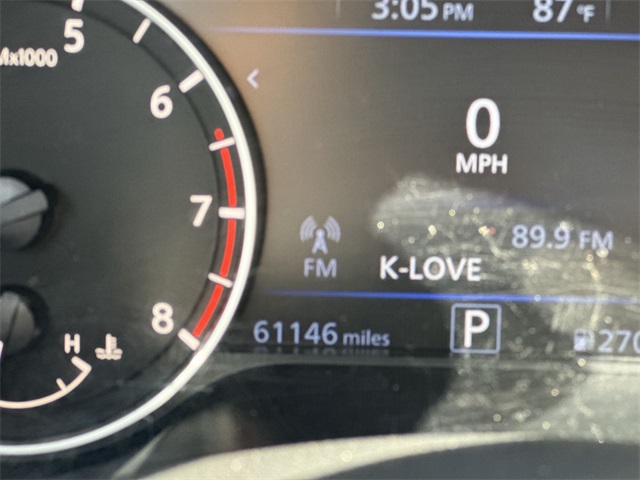 3:05 PM 87 °F
5
x1000
6
0
MPH
7
89.9 FM
FM K-LOVE
8
61146 miles P 270
H